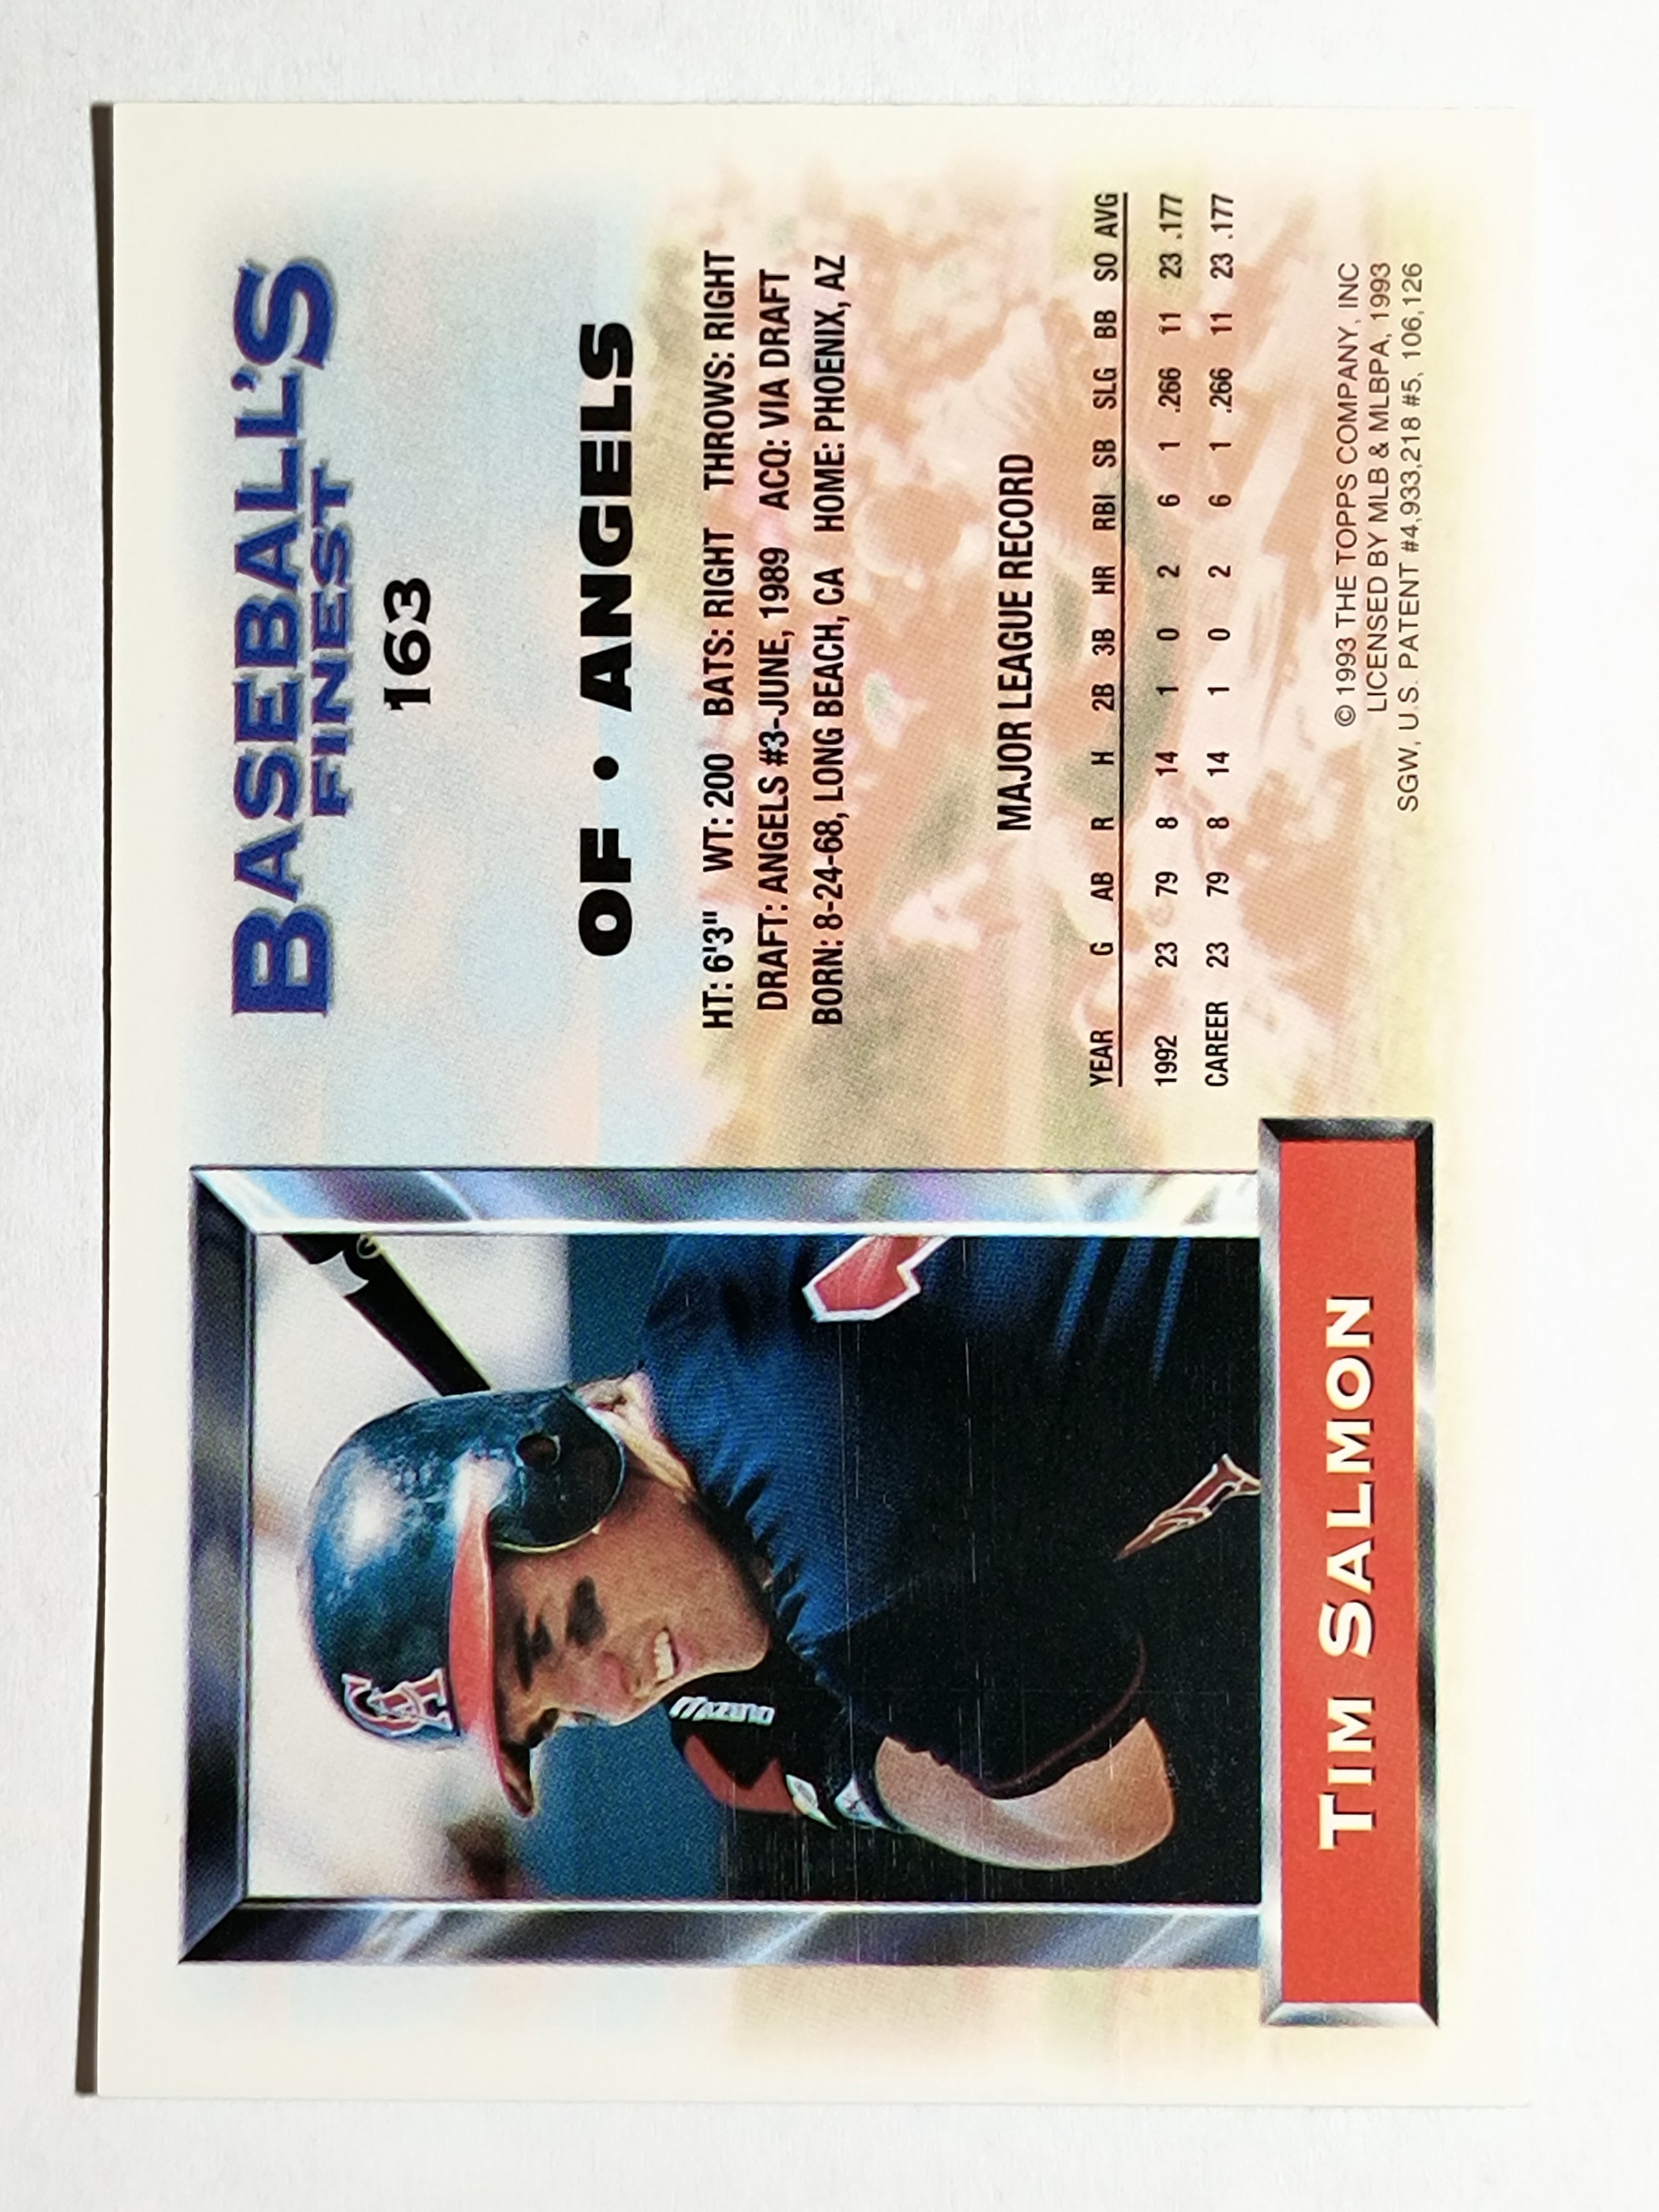 BASEBALL'S
FINEST
163
OF • ANGELS
HT: 6'3" WT: 200 BATS: RIGHT THROWS: RIGHT
DRAFT: ANGELS #3-JUNE, 1989 ACQ: VIA DRAFT
BORN: 8-24-68, LONG BEACH, CA HOME: PHOENIX, AZ
MAJOR LEAGUE RECORD
YEAR G AB R H 2B 3B HR RBI SB SLG BB SO AVG
1992 23 79 8 14 1 0 2 6 1 .266 11 23 .177
CAREER 23 79 8 14 1 0 2 6 1 .266 11 23 .177
© 1993 THE TOPPS COMPANY, INC
LICENSED BY MLB & MLBPA, 1993
SGW, U.S. PATENT #4,933,218 #5, 106,126
CA
MIZUNO
TIM SALMON